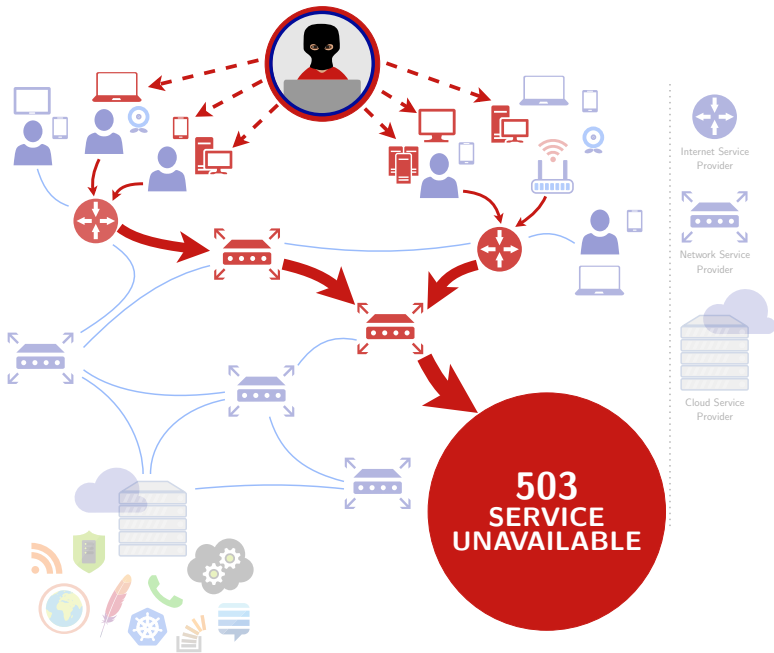 Internet Service
Provider
Network Service
Provider
Cloud Service
Provider
503
SERVICE
UNAVAILABLE